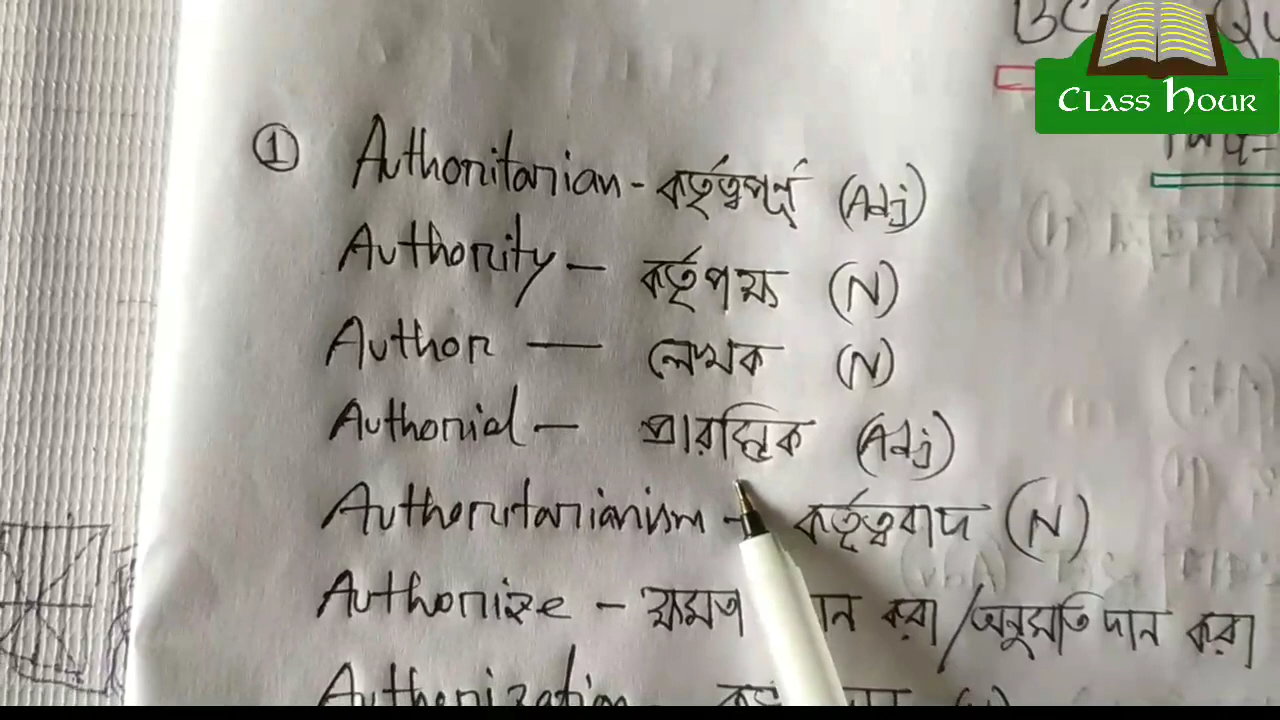 Class Hour
① Authoritarian - কর্তৃত্বপূর্ণ (Adj)
Authority – কর্তৃপক্ষ (N)
Author — লেখক (N)
Authorial – প্রারম্ভিক (Adj)
Authoritarianism - কর্তৃত্ববাদ (N)
Authorize – ক্ষমতা দান করা / অনুমতি দান করা
Authorization